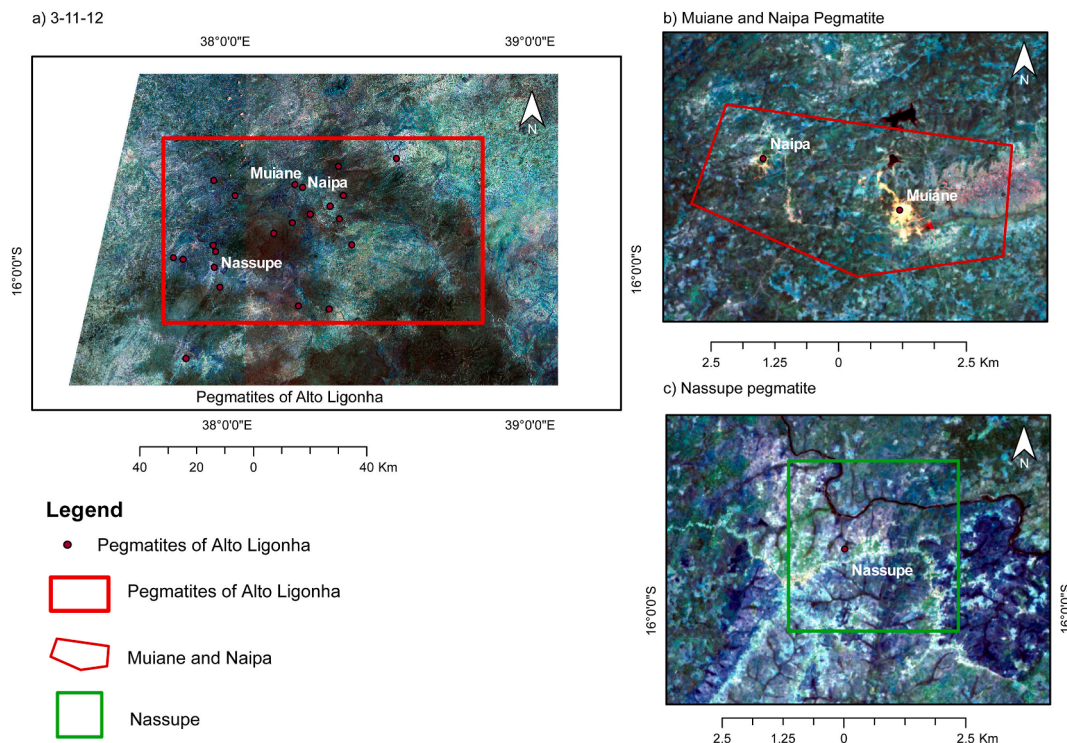 a) 3-11-12
38°0'0"E 39°0'0"E
N
Muiane
Naipa
Nassupe
16°0'0"S
16°0'0"S
Pegmatites of Alto Ligonha
38°0'0"E 39°0'0"E
40 20 0 40 Km
Legend
Pegmatites of Alto Ligonha
Pegmatites of Alto Ligonha
Muiane and Naipa
Nassupe
b) Muiane and Naipa Pegmatite
N
Naipa
Muiane
2.5 1.25 0 2.5 Km
c) Nassupe pegmatite
N
Nassupe
16°0'0"S
16°0'0"S
2.5 1.25 0 2.5 Km